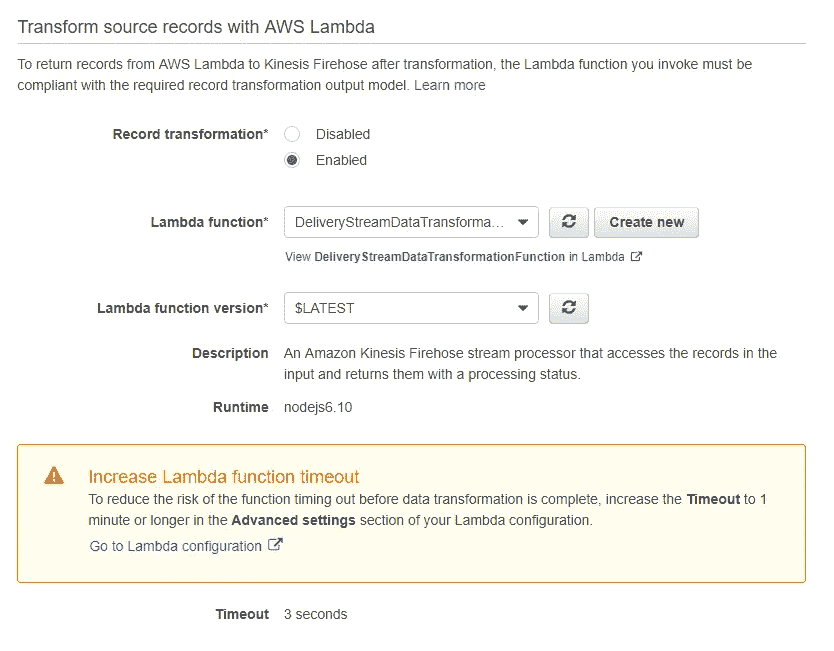 Transform source records with AWS Lambda
To return records from AWS Lambda to Kinesis Firehose after transformation, the Lambda function you invoke must be
compliant with the required record transformation output model. Learn more
Record transformation* Disabled
Enabled
Lambda function* DeliveryStreamDataTransforma... Create new
View DeliveryStreamDataTransformationFunction in Lambda
Lambda function version* $LATEST
Description An Amazon Kinesis Firehose stream processor that accesses the records in the
input and returns them with a processing status.
Runtime nodejs6.10
Increase Lambda function timeout
To reduce the risk of the function timing out before data transformation is complete, increase the Timeout to 1
minute or longer in the Advanced settings section of your Lambda configuration.
Go to Lambda configuration
Timeout 3 seconds